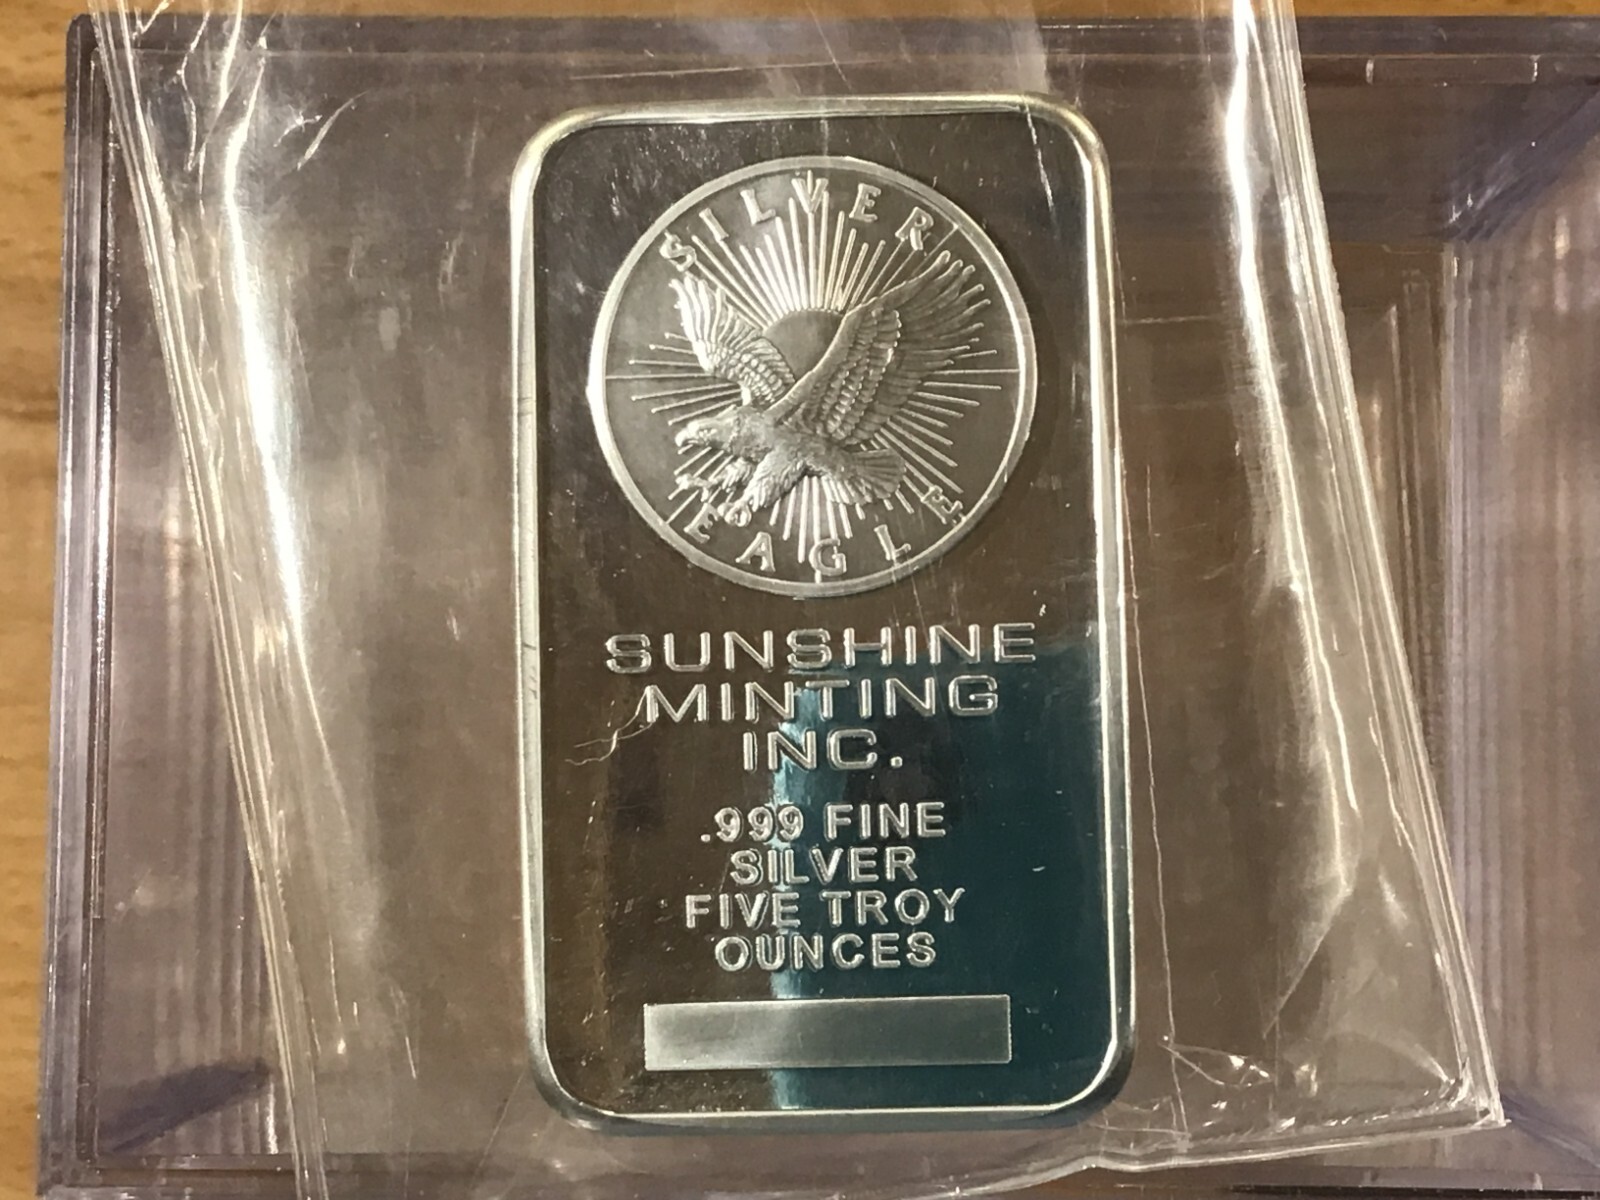 SILVER
EAGLE
SUNSHINE
MINTING
INC.
.999 FINE
SILVER
FIVE TROY
OUNCES